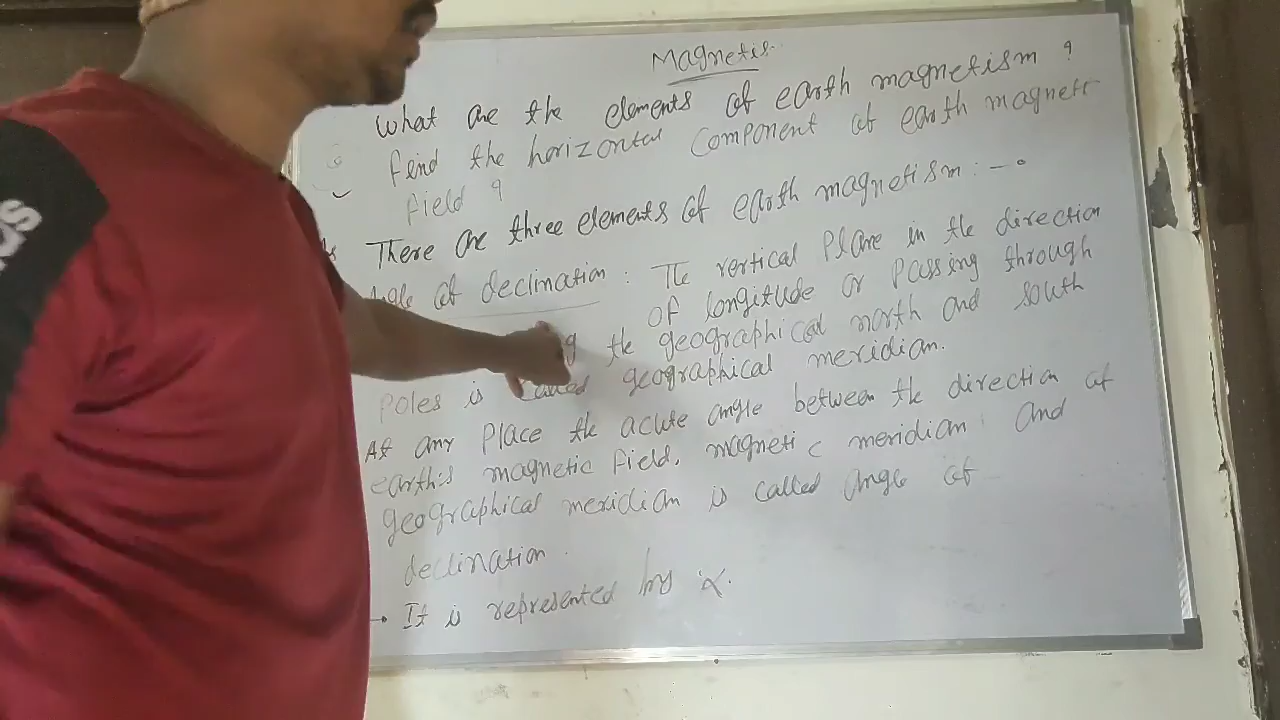 Magnetis
What are the elements of earth magnetism ?
find the horizontal component of earth magnetic
field ?
There are three elements of earth magnetism : -
of declination : The vertical plane in the direction
of longitude or passing through
the geographical north and south
poles is called geographical meridian.
At any place the acute angle between the direction of
earth's magnetic field, magnetic meridian and
geographical meridian is called angle of
declination.
→ It is represented by α.